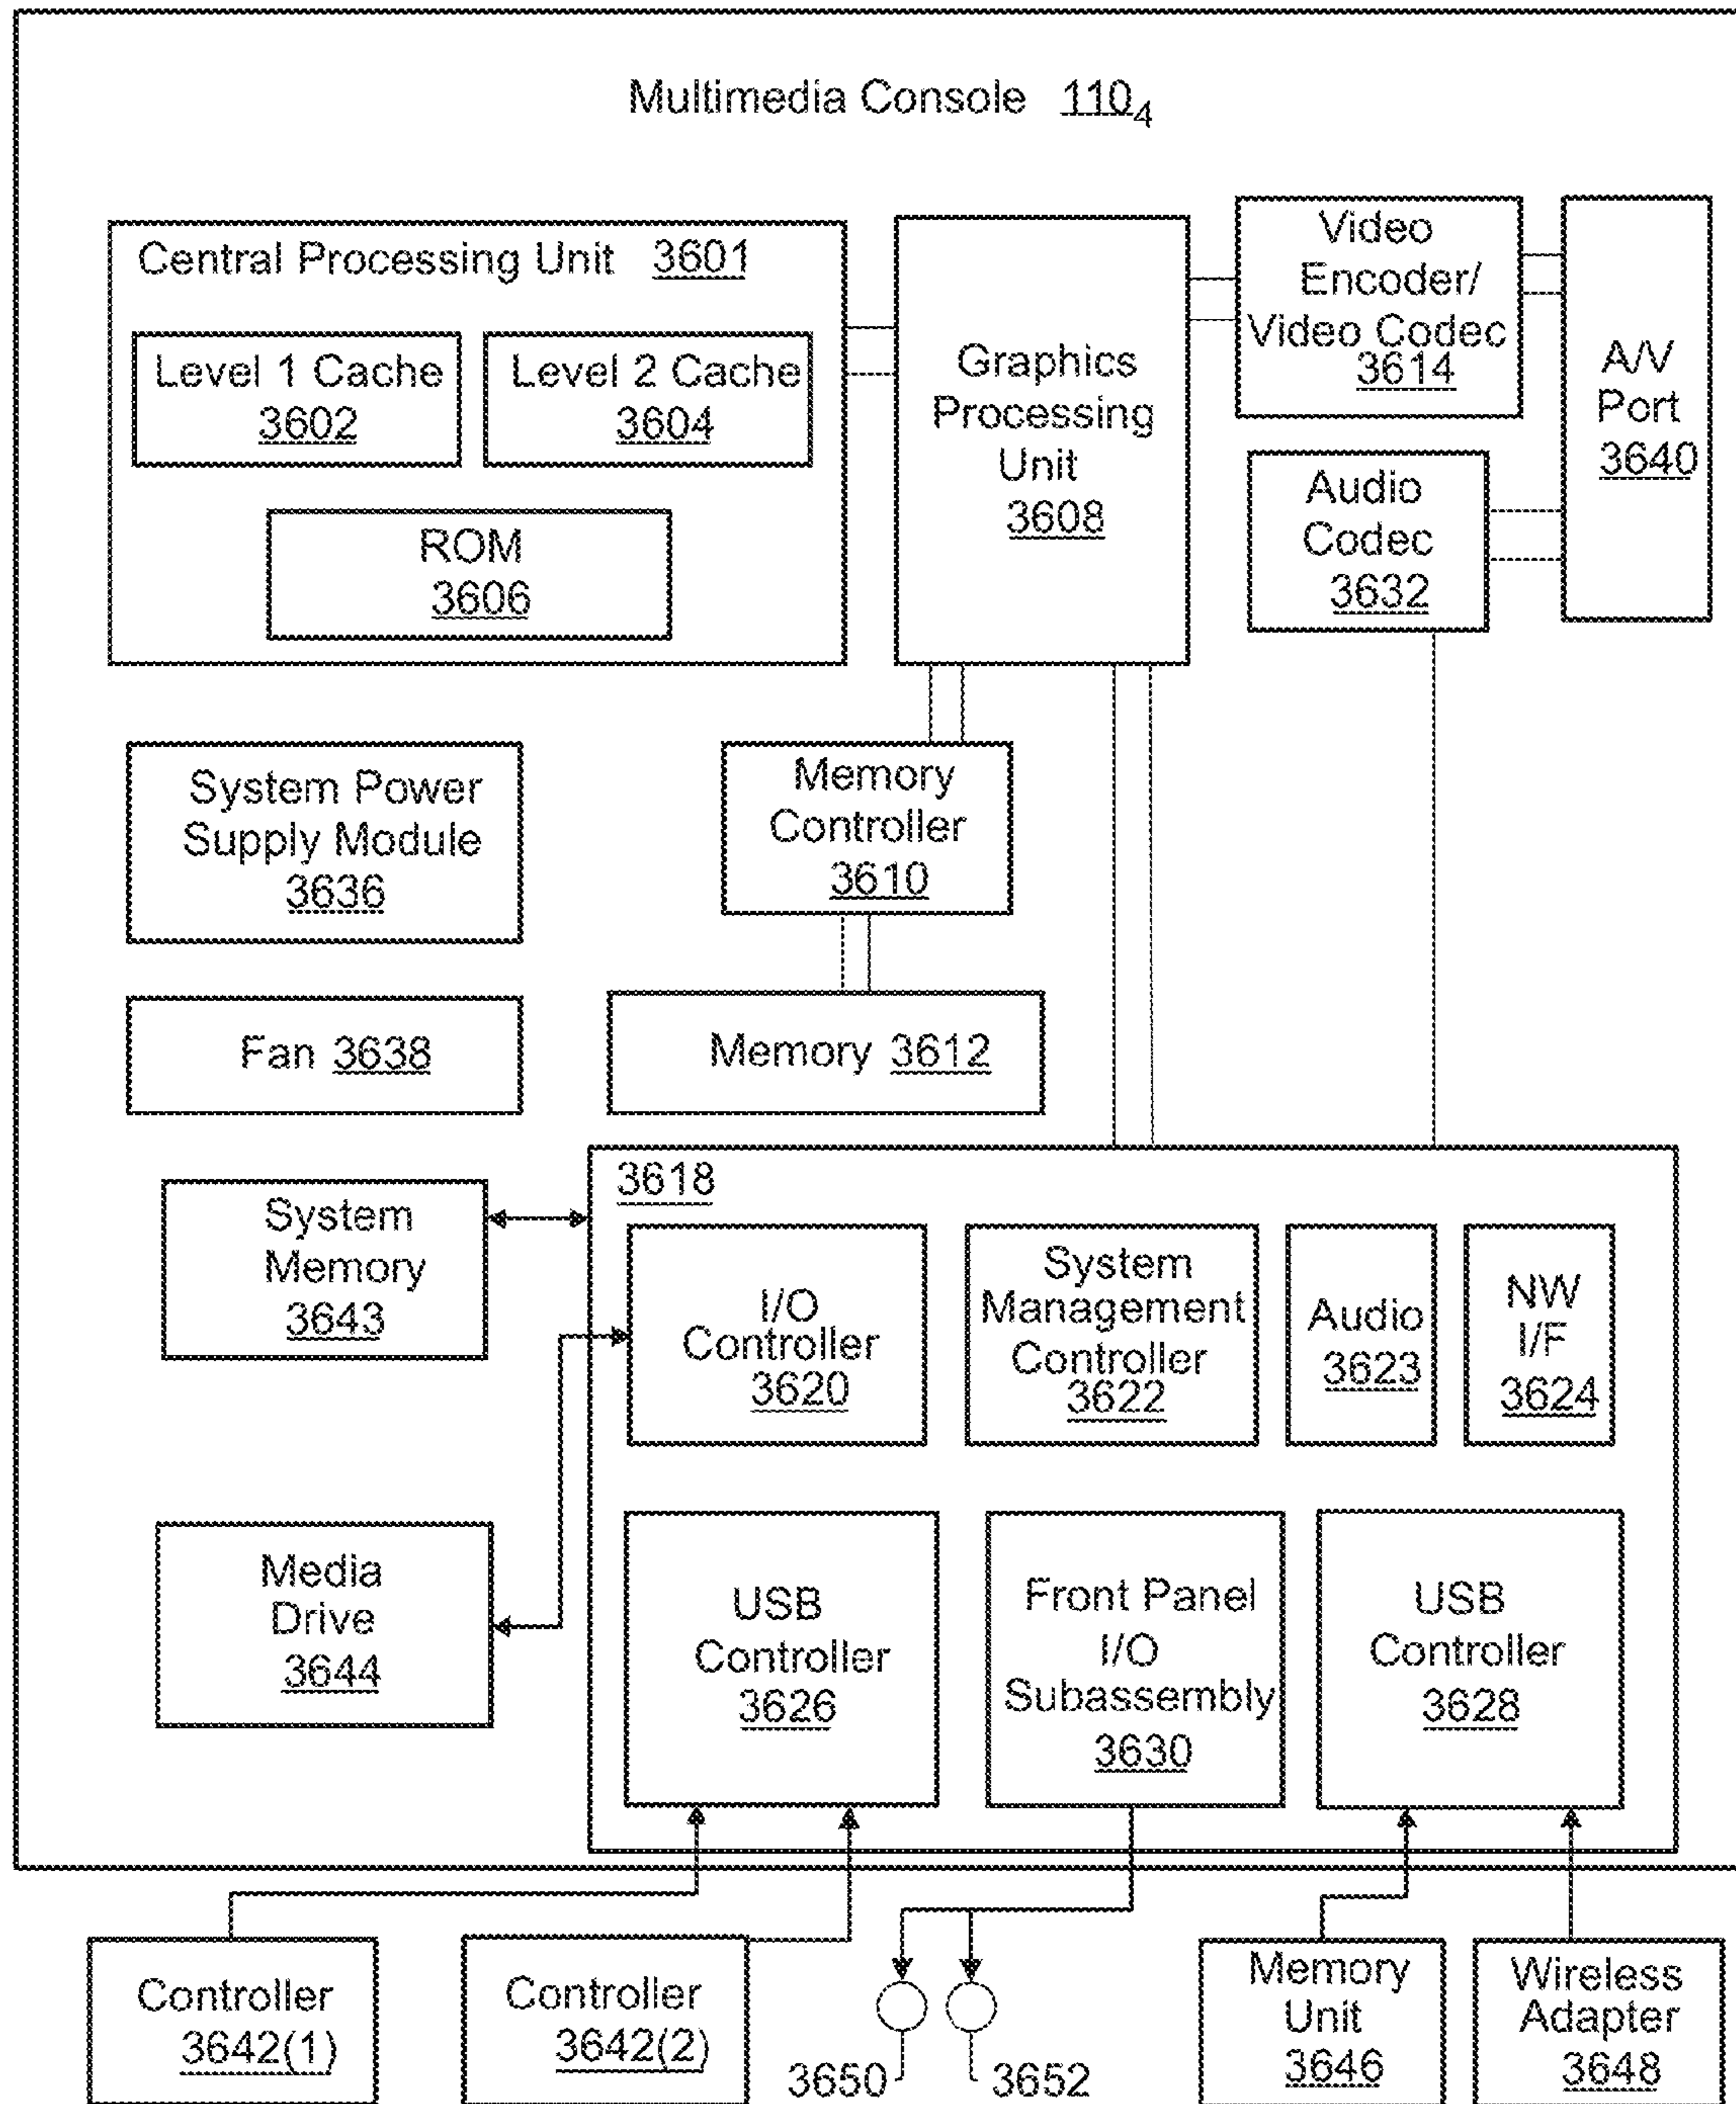 Multimedia Console 110₄
Central Processing Unit 3601
Level 1 Cache
3602
Level 2 Cache
3604
ROM
3606
Graphics
Processing
Unit
3608
Video
Encoder/
Video Codec
3614
A/V
Port
3640
Audio
Codec
3632
System Power
Supply Module
3636
Memory
Controller
3610
Fan 3638
Memory 3612
System
Memory
3643
3618
I/O
Controller
3620
System
Management
Controller
3622
Audio
3623
NW
I/F
3624
Media
Drive
3644
USB
Controller
3626
Front Panel
I/O
Subassembly
3630
USB
Controller
3628
Controller
3642(1)
Controller
3642(2)
3650
3652
Memory
Unit
3646
Wireless
Adapter
3648